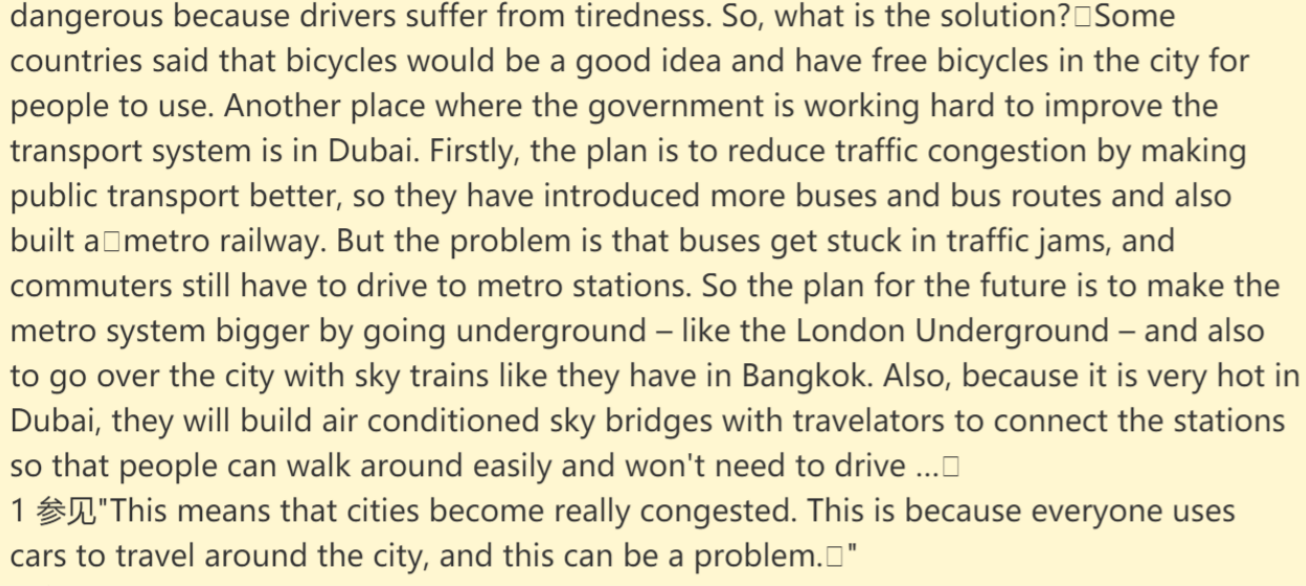 dangerous because drivers suffer from tiredness. So, what is the solution?□Some
countries said that bicycles would be a good idea and have free bicycles in the city for
people to use. Another place where the government is working hard to improve the
transport system is in Dubai. Firstly, the plan is to reduce traffic congestion by making
public transport better, so they have introduced more buses and bus routes and also
built a□metro railway. But the problem is that buses get stuck in traffic jams, and
commuters still have to drive to metro stations. So the plan for the future is to make the
metro system bigger by going underground – like the London Underground – and also
to go over the city with sky trains like they have in Bangkok. Also, because it is very hot in
Dubai, they will build air conditioned sky bridges with travelators to connect the stations
so that people can walk around easily and won't need to drive ...□
1 参见"This means that cities become really congested. This is because everyone uses
cars to travel around the city, and this can be a problem.□"